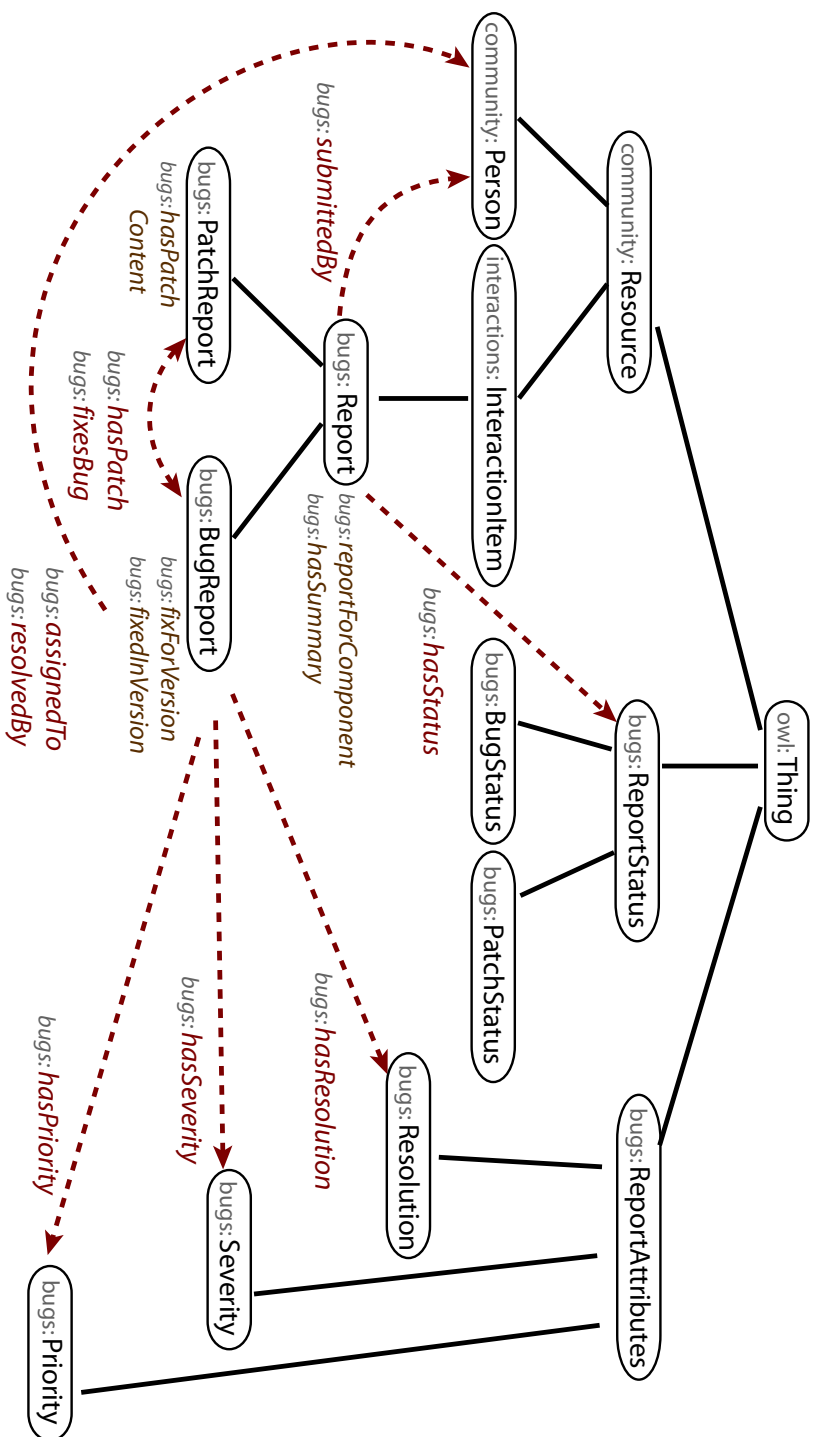 owl: Thing
community: Resource
bugs: ReportStatus
bugs: ReportAttributes
community: Person
interactions: InteractionItem
bugs: BugStatus
bugs: PatchStatus
bugs: hasStatus
bugs: submittedBy
bugs: Report
bugs: reportForComponent
bugs: hasSummary
bugs: Resolution
bugs: hasResolution
bugs: PatchReport
bugs: hasPatch
Content
bugs: BugReport
bugs: fixForVersion
bugs: fixedInVersion
bugs: Severity
bugs: hasSeverity
bugs: hasPatch
bugs: fixesBug
bugs: assignedTo
bugs: resolvedBy
bugs: hasPriority
bugs: Priority